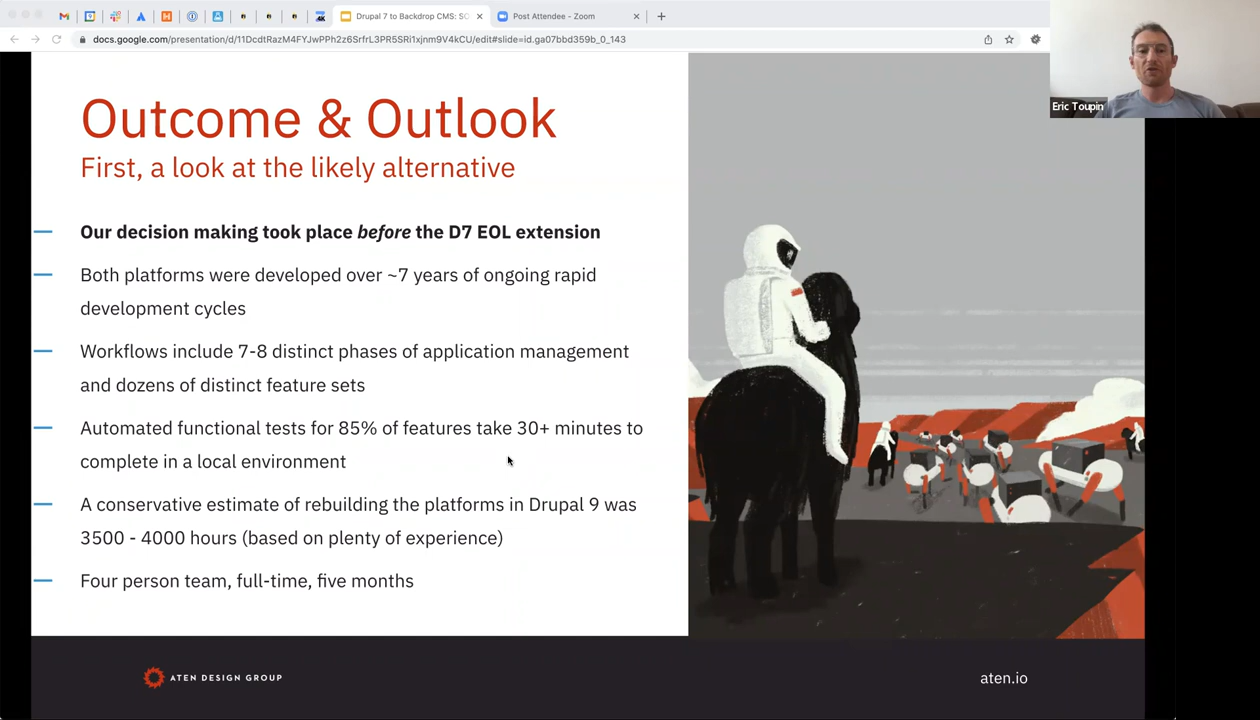 Drupal 7 to Backdrop CMS: SC
Post Attendee - Zoom
docs.google.com/presentation/d/11DcdtRazM4FYJwPPh2z6SrfrL3PR5SRi1xjnm9V4kCU/edit#slide=id.ga07bbd359b_0_143
Eric Toupin
Outcome & Outlook
First, a look at the likely alternative
Our decision making took place before the D7 EOL extension
Both platforms were developed over ~7 years of ongoing rapid
development cycles
Workflows include 7-8 distinct phases of application management
and dozens of distinct feature sets
Automated functional tests for 85% of features take 30+ minutes to
complete in a local environment
A conservative estimate of rebuilding the platforms in Drupal 9 was
3500 - 4000 hours (based on plenty of experience)
Four person team, full-time, five months
ATEN DESIGN GROUP
aten.io